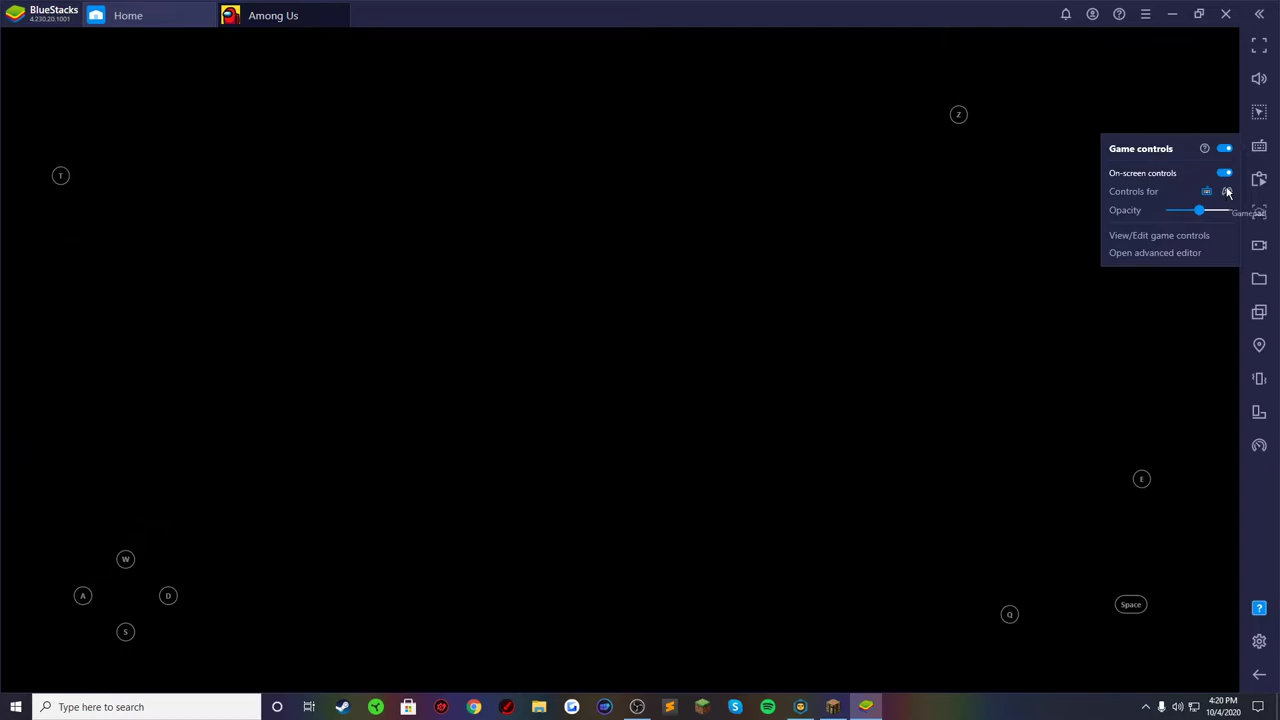 BlueStacks
4.230.20.1001
Home
Among Us
Z
T
Game controls
On-screen controls
Controls for
Gamepad
Opacity
View/Edit game controls
Open advanced editor
E
W
A
D
S
Q
Space
?
Type here to search
4:20 PM
10/4/2020